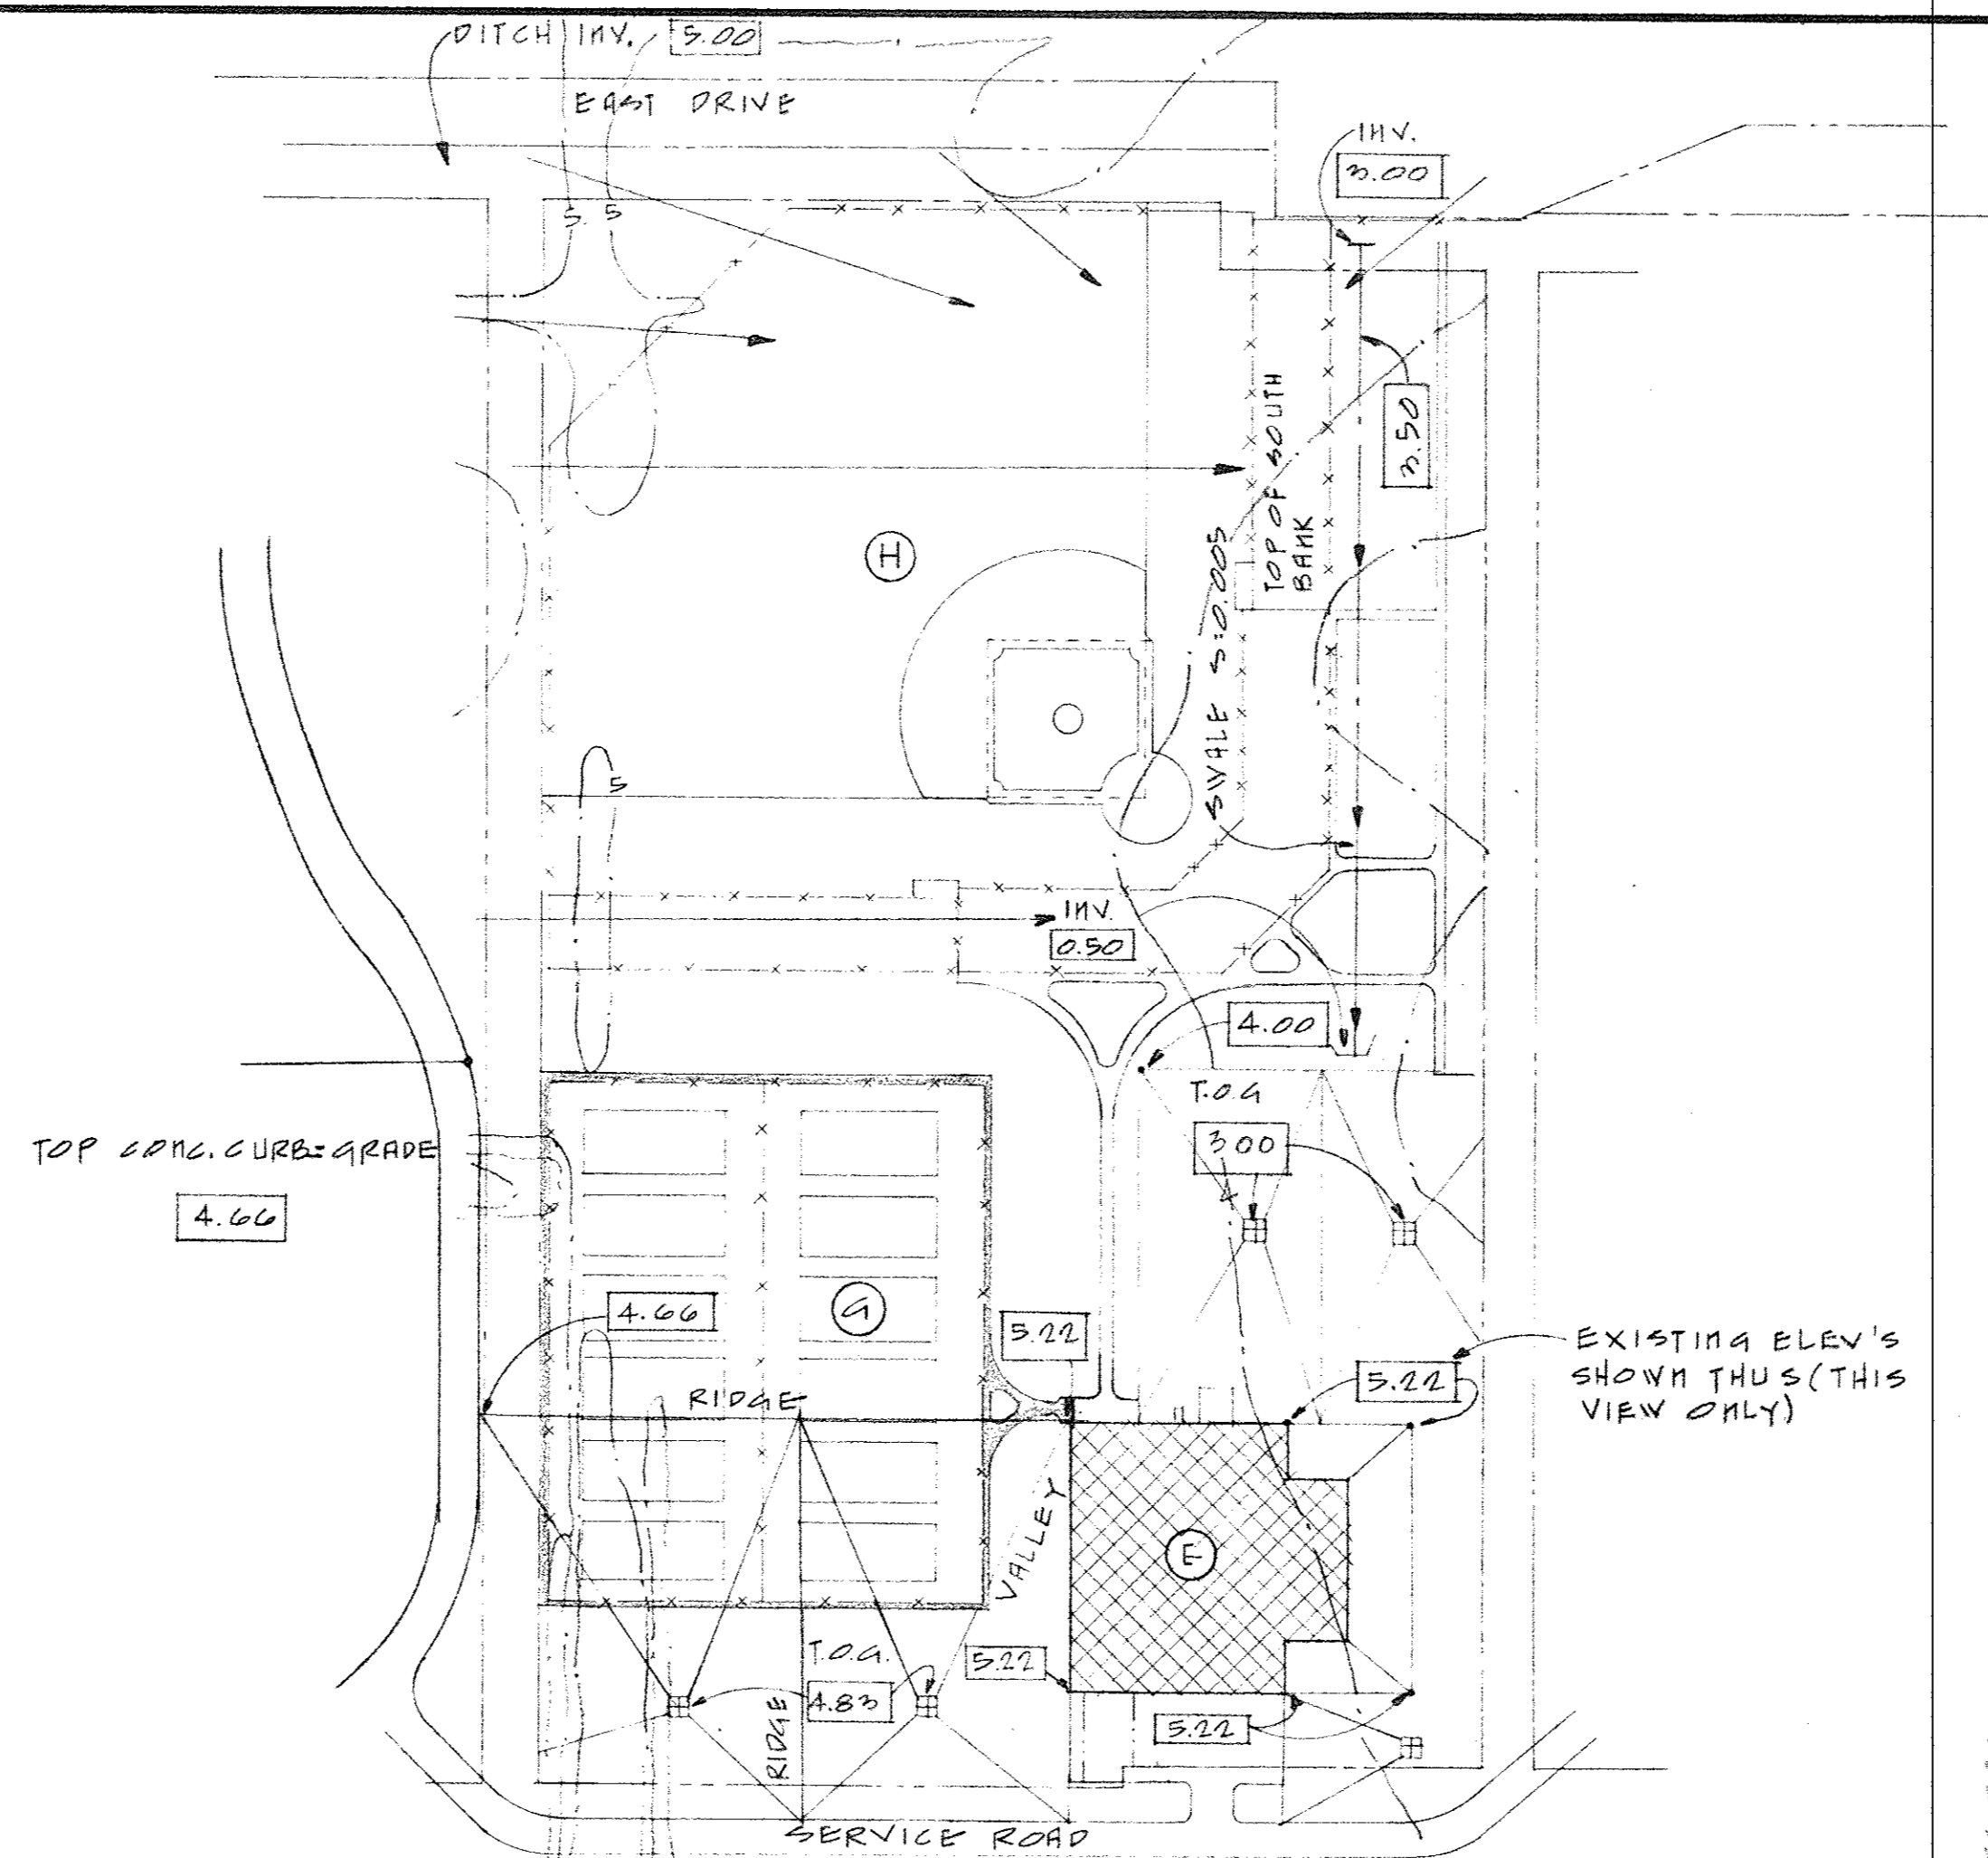 DITCH INV. 5.00
EAST DRIVE
INV.
3.00
5 5
3.50
TOP OF SOUTH
BANK
SWALE S=0.005
H
5
INV.
0.50
4.00
T.O.G
3.00
4
TOP CONC. CURB=GRADE
4.66
4.66
G
5.22
EXISTING ELEV'S
SHOWN THUS (THIS
VIEW ONLY)
5.22
RIDGE
VALLEY
E
T.O.G.
4.83
5.22
RIDGE
5.22
SERVICE ROAD